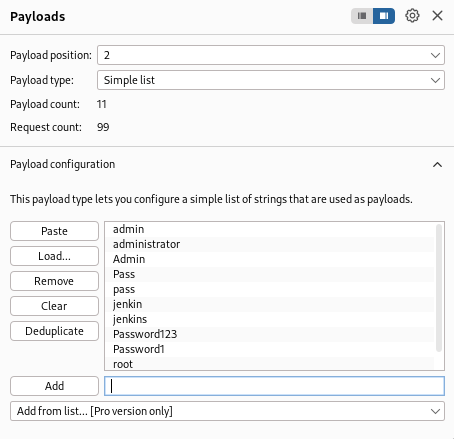 Payloads
Payload position: 2
Payload type: Simple list
Payload count: 11
Request count: 99
Payload configuration
This payload type lets you configure a simple list of strings that are used as payloads.
Paste
Load...
Remove
Clear
Deduplicate
admin
administrator
Admin
Pass
pass
jenkin
jenkins
Password123
Password1
root
Add
Add from list... [Pro version only]